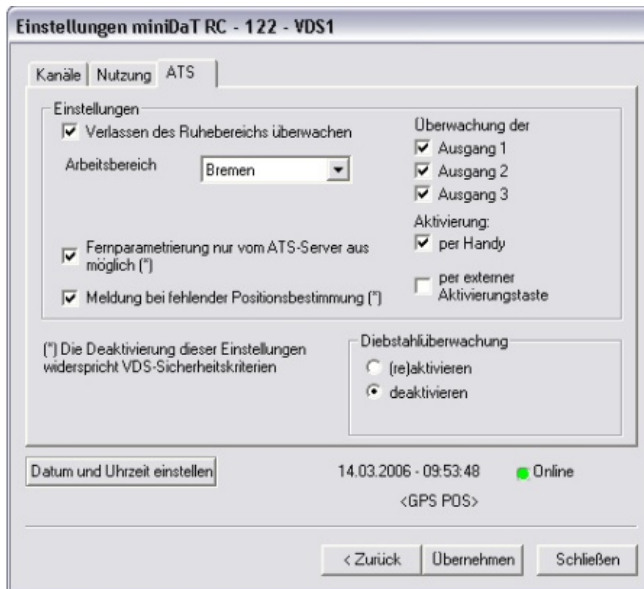 Einstellungen miniDaT RC - 122 - VDS1
Kanäle
Nutzung
ATS
Einstellungen
Verlassen des Ruhebereichs überwachen
Arbeitsbereich
Bremen
Fernparametrierung nur vom ATS-Server aus
möglich (*)
Meldung bei fehlender Positionsbestimmung (*)
Überwachung der
Ausgang 1
Ausgang 2
Ausgang 3
Aktivierung:
per Handy
per externer
Aktivierungstaste
(*) Die Deaktivierung dieser Einstellungen
widerspricht VDS-Sicherheitskriterien
Diebstahlüberwachung
(re)aktivieren
deaktivieren
Datum und Uhrzeit einstellen
14.03.2006 - 09:53:48
Online
<GPS POS>
< Zurück
Übernehmen
Schließen